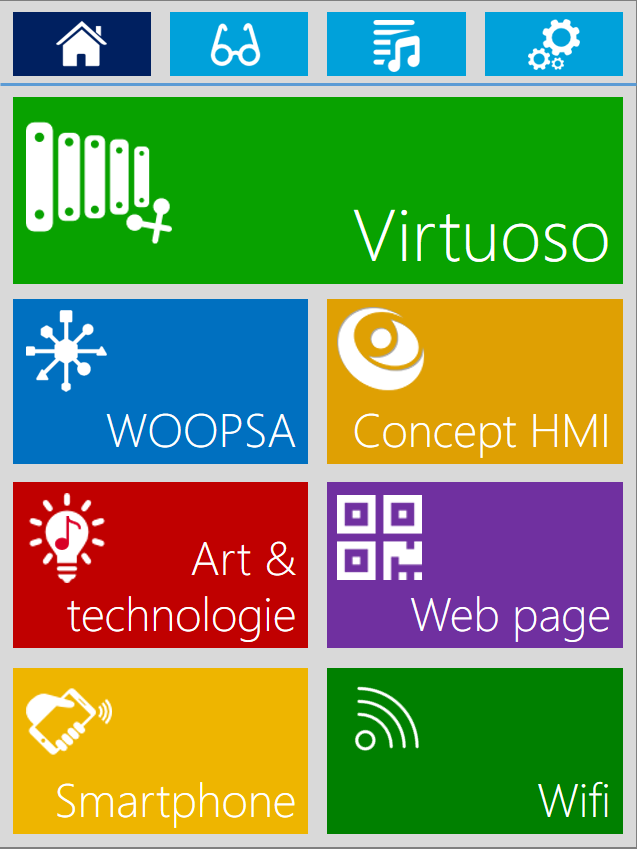 Virtuoso
WOOPSA
Concept HMI
Art &
technologie
Web page
Smartphone
Wifi